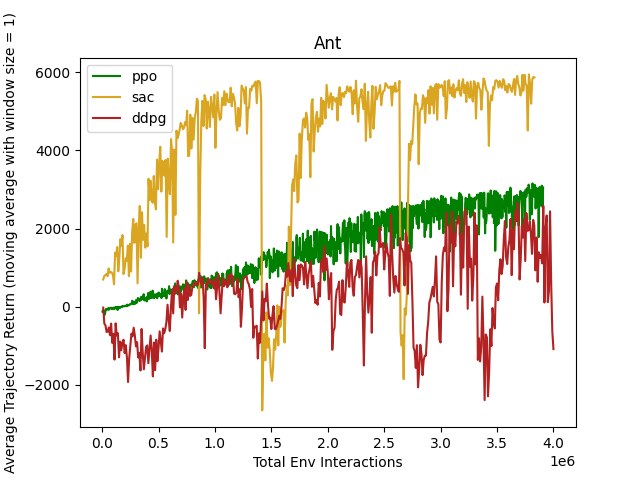 Ant
Average Trajectory Return (moving average with window size = 1)
6000
4000
2000
0
−2000
ppo
sac
ddpg
0.0 0.5 1.0 1.5 2.0 2.5 3.0 3.5 4.0
1e6
Total Env Interactions